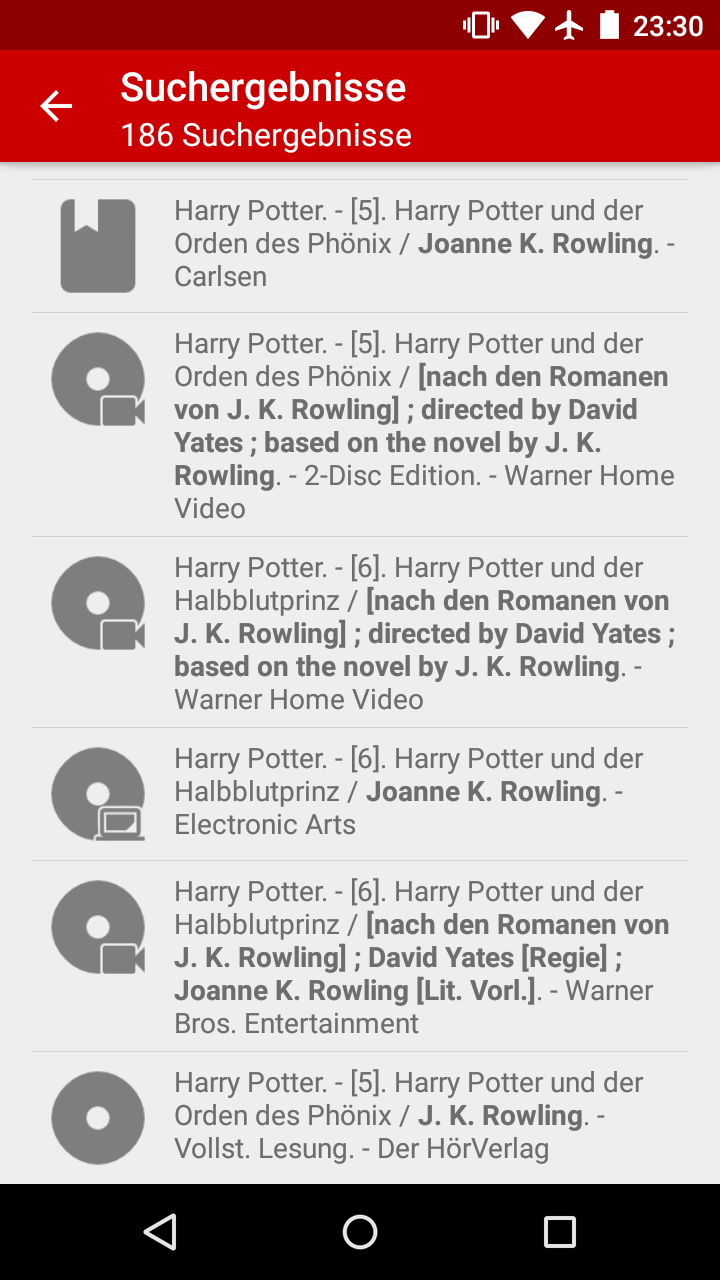 23:30
Suchergebnisse
186 Suchergebnisse
Harry Potter. - [5]. Harry Potter und der
Orden des Phönix / Joanne K. Rowling. -
Carlsen
Harry Potter. - [5]. Harry Potter und der
Orden des Phönix / [nach den Romanen
von J. K. Rowling] ; directed by David
Yates ; based on the novel by J. K.
Rowling. - 2-Disc Edition. - Warner Home
Video
Harry Potter. - [6]. Harry Potter und der
Halbblutprinz / [nach den Romanen von
J. K. Rowling] ; directed by David Yates ;
based on the novel by J. K. Rowling. -
Warner Home Video
Harry Potter. - [6]. Harry Potter und der
Halbblutprinz / Joanne K. Rowling. -
Electronic Arts
Harry Potter. - [6]. Harry Potter und der
Halbblutprinz / [nach den Romanen von
J. K. Rowling] ; David Yates [Regie] ;
Joanne K. Rowling [Lit. Vorl.]. - Warner
Bros. Entertainment
Harry Potter. - [5]. Harry Potter und der
Orden des Phönix / J. K. Rowling. -
Vollst. Lesung. - Der HörVerlag